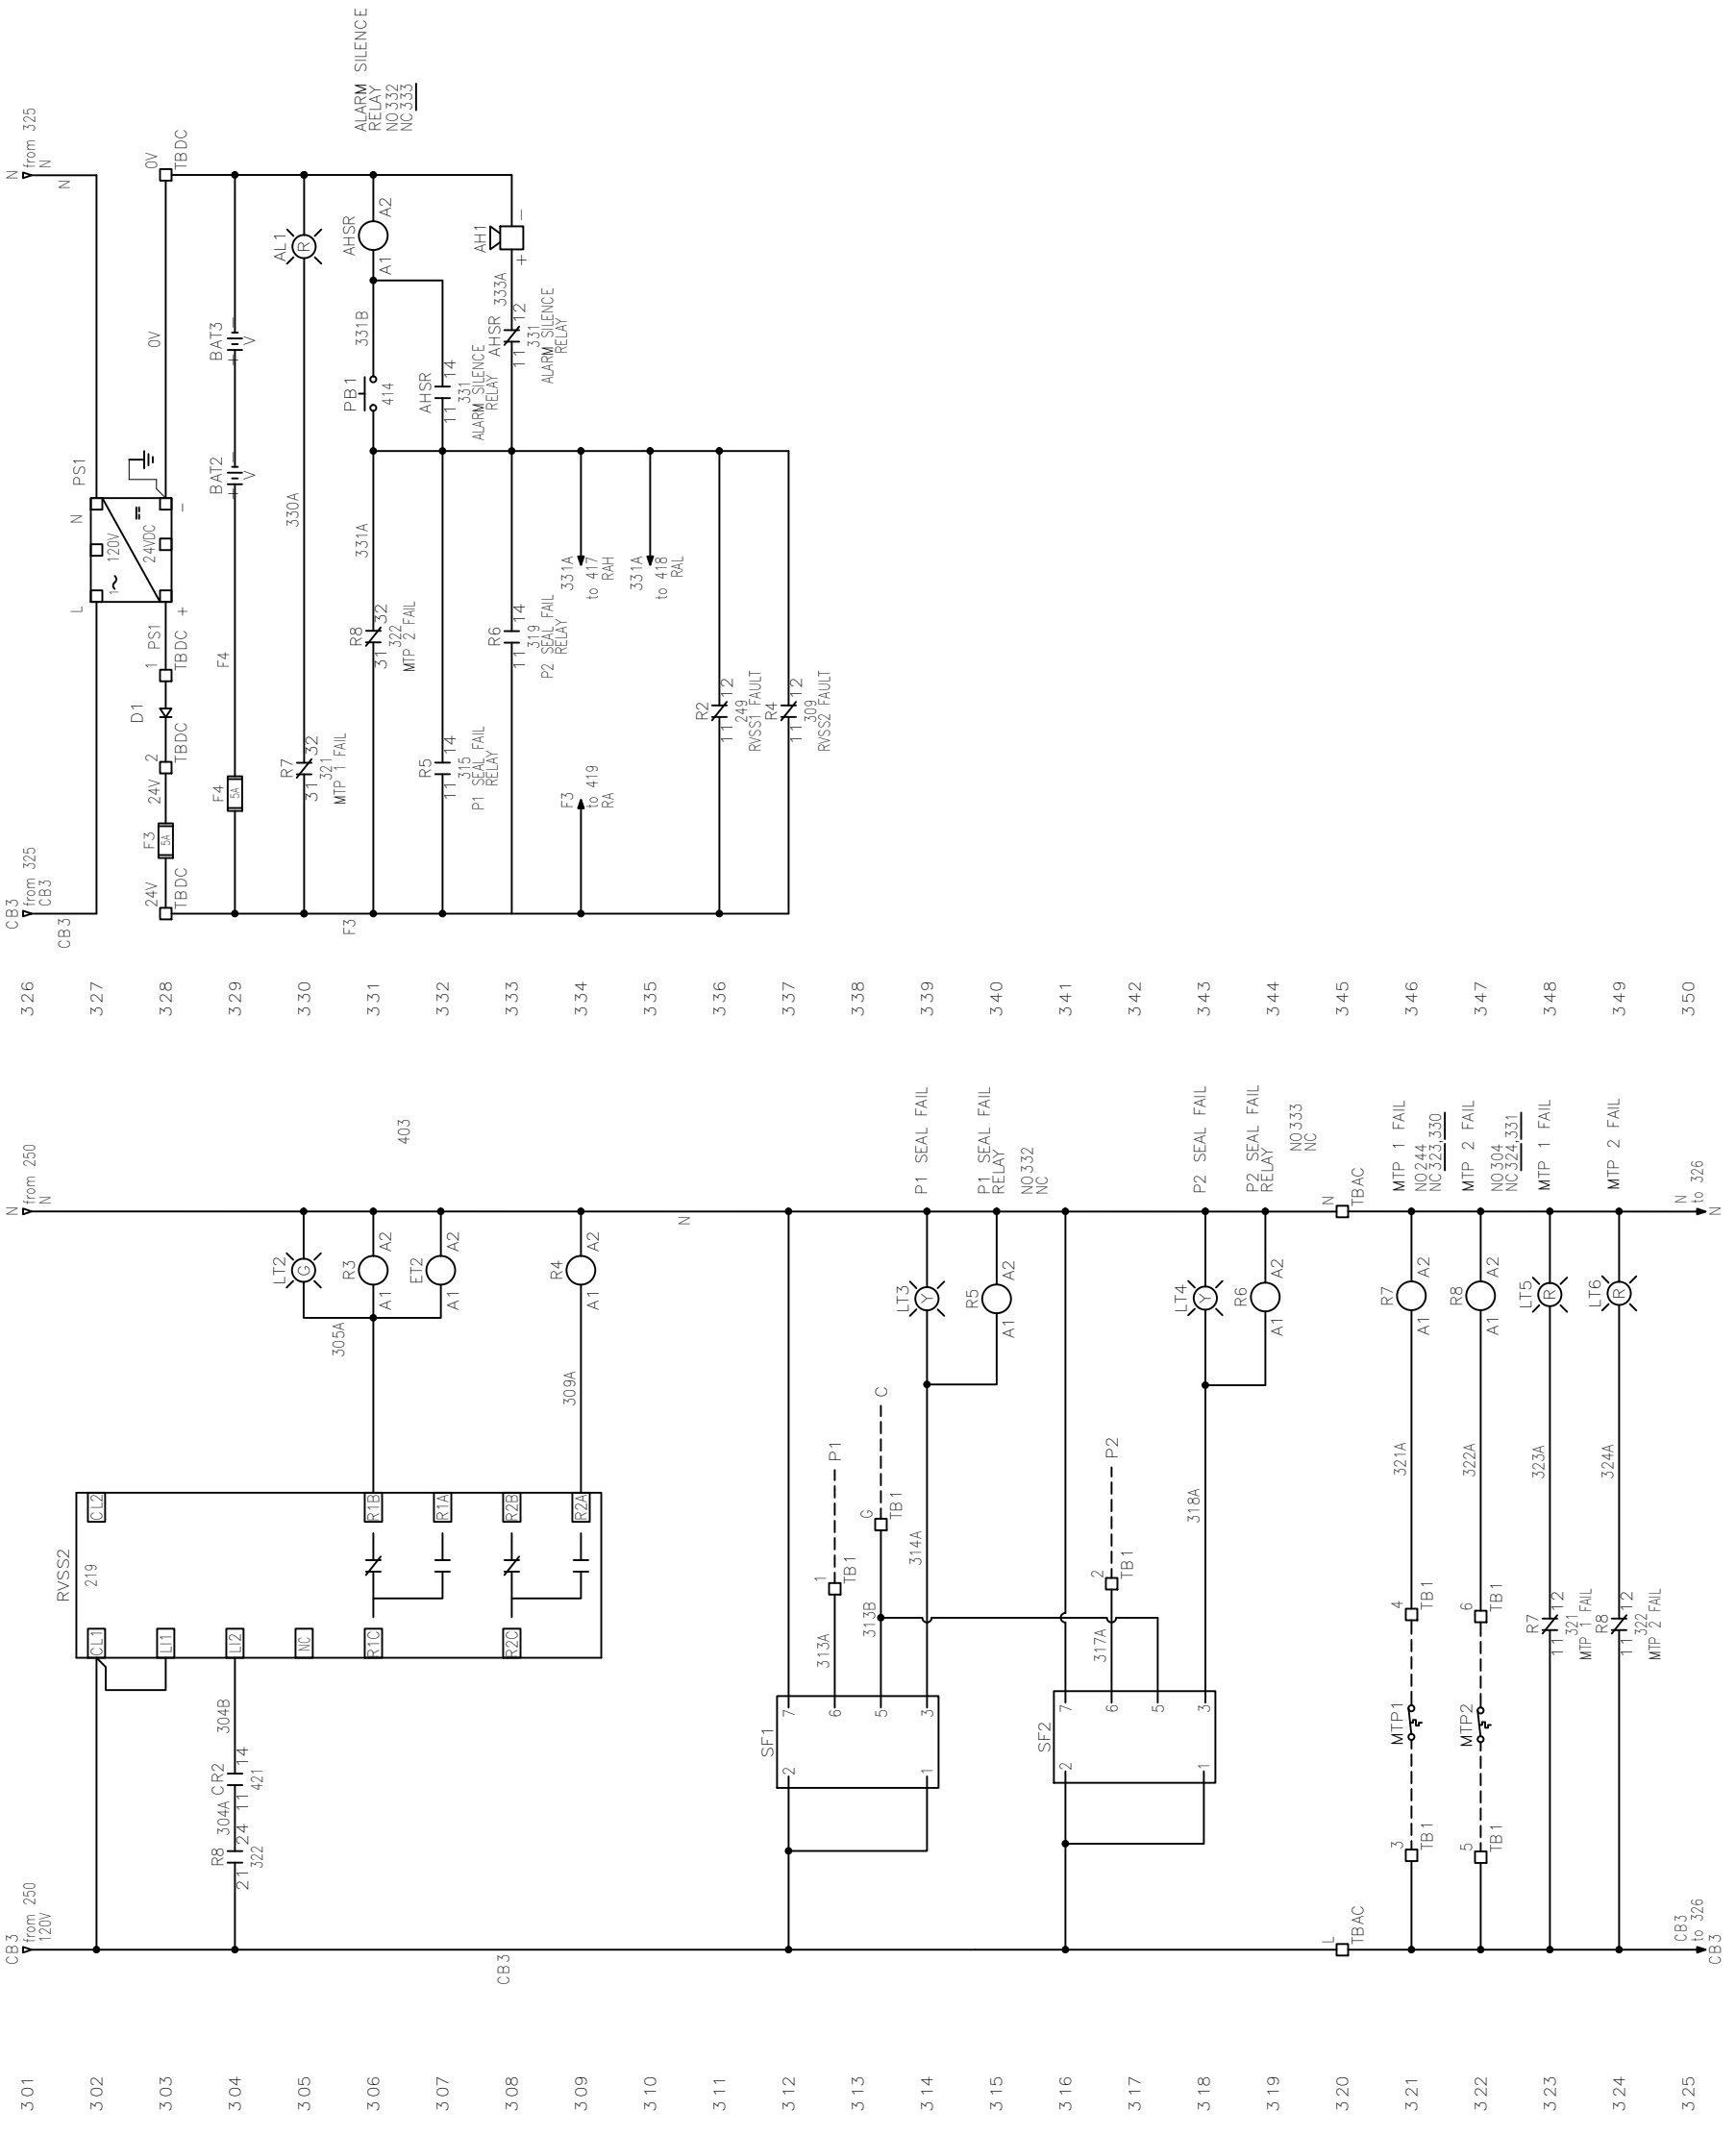 301
302
303
304
305
306
307
308
309
310
311
312
313
314
315
316
317
318
319
320
321
322
323
324
325
CB3
from 250
120V
N
from 250
N
RVSS2
219
CL1
CL2
LI1
R8
21 24
322
304A
CR2
11 14
421
304B
LI2
NC
LT2
G
305A
R1C
R1B
R3
A1 A2
403
R1A
ET2
A1 A2
CB3
R2C
R2B
R2A
309A
R4
A1 A2
N
SF1
2
7
6
313A
1
TB1
P1
5
313B
G
TB1
C
1
3
314A
LT3
Y
P1 SEAL FAIL
R5
A1 A2
P1 SEAL FAIL
RELAY
NO332
NC
SF2
2
7
6
317A
2
TB1
P2
5
1
3
318A
LT4
Y
P2 SEAL FAIL
R6
A1 A2
P2 SEAL FAIL
RELAY
NO333
NC
L
TBAC
N
TBAC
3
TB1
MTP1
4
TB1
321A
R7
A1 A2
MTP 1 FAIL
NO244
NC323,330
5
TB1
MTP2
6
TB1
322A
R8
A1 A2
MTP 2 FAIL
NO304
NC324,331
R7
11 12
321
MTP 1 FAIL
323A
LT5
R
MTP 1 FAIL
R8
11 12
322
MTP 2 FAIL
324A
LT6
R
MTP 2 FAIL
CB3
to 326
CB3
N
to 326
N
326
327
328
329
330
331
332
333
334
335
336
337
338
339
340
341
342
343
344
345
346
347
348
349
350
CB3
from 325
CB3
CB3
N
from 325
N
N
L
N
PS1
1
120V
24VDC
+
-
24V
TBDC
F3
5A
24V
2
TBDC
D1
1
TBDC
PS1
0V
0V
TBDC
F4
5A
F4
BAT2
+ -
V
BAT3
+ -
V
R7
31 32
321
MTP 1 FAIL
330A
AL1
R
F3
R8
31 32
322
MTP 2 FAIL
331A
PB1
414
331B
AHSR
A1 A2
ALARM SILENCE
RELAY
NO332
NC333
R5
11 14
315
P1 SEAL FAIL
RELAY
AHSR
11 14
331
ALARM SILENCE
RELAY
R6
11 14
319
P2 SEAL FAIL
RELAY
AHSR
11 12
331
ALARM SILENCE
RELAY
333A
AH1
+ -
F3
to 419
RA
331A
to 417
RAH
331A
to 418
RAL
R2
11 12
249
RVSS1 FAULT
R4
11 12
309
RVSS2 FAULT